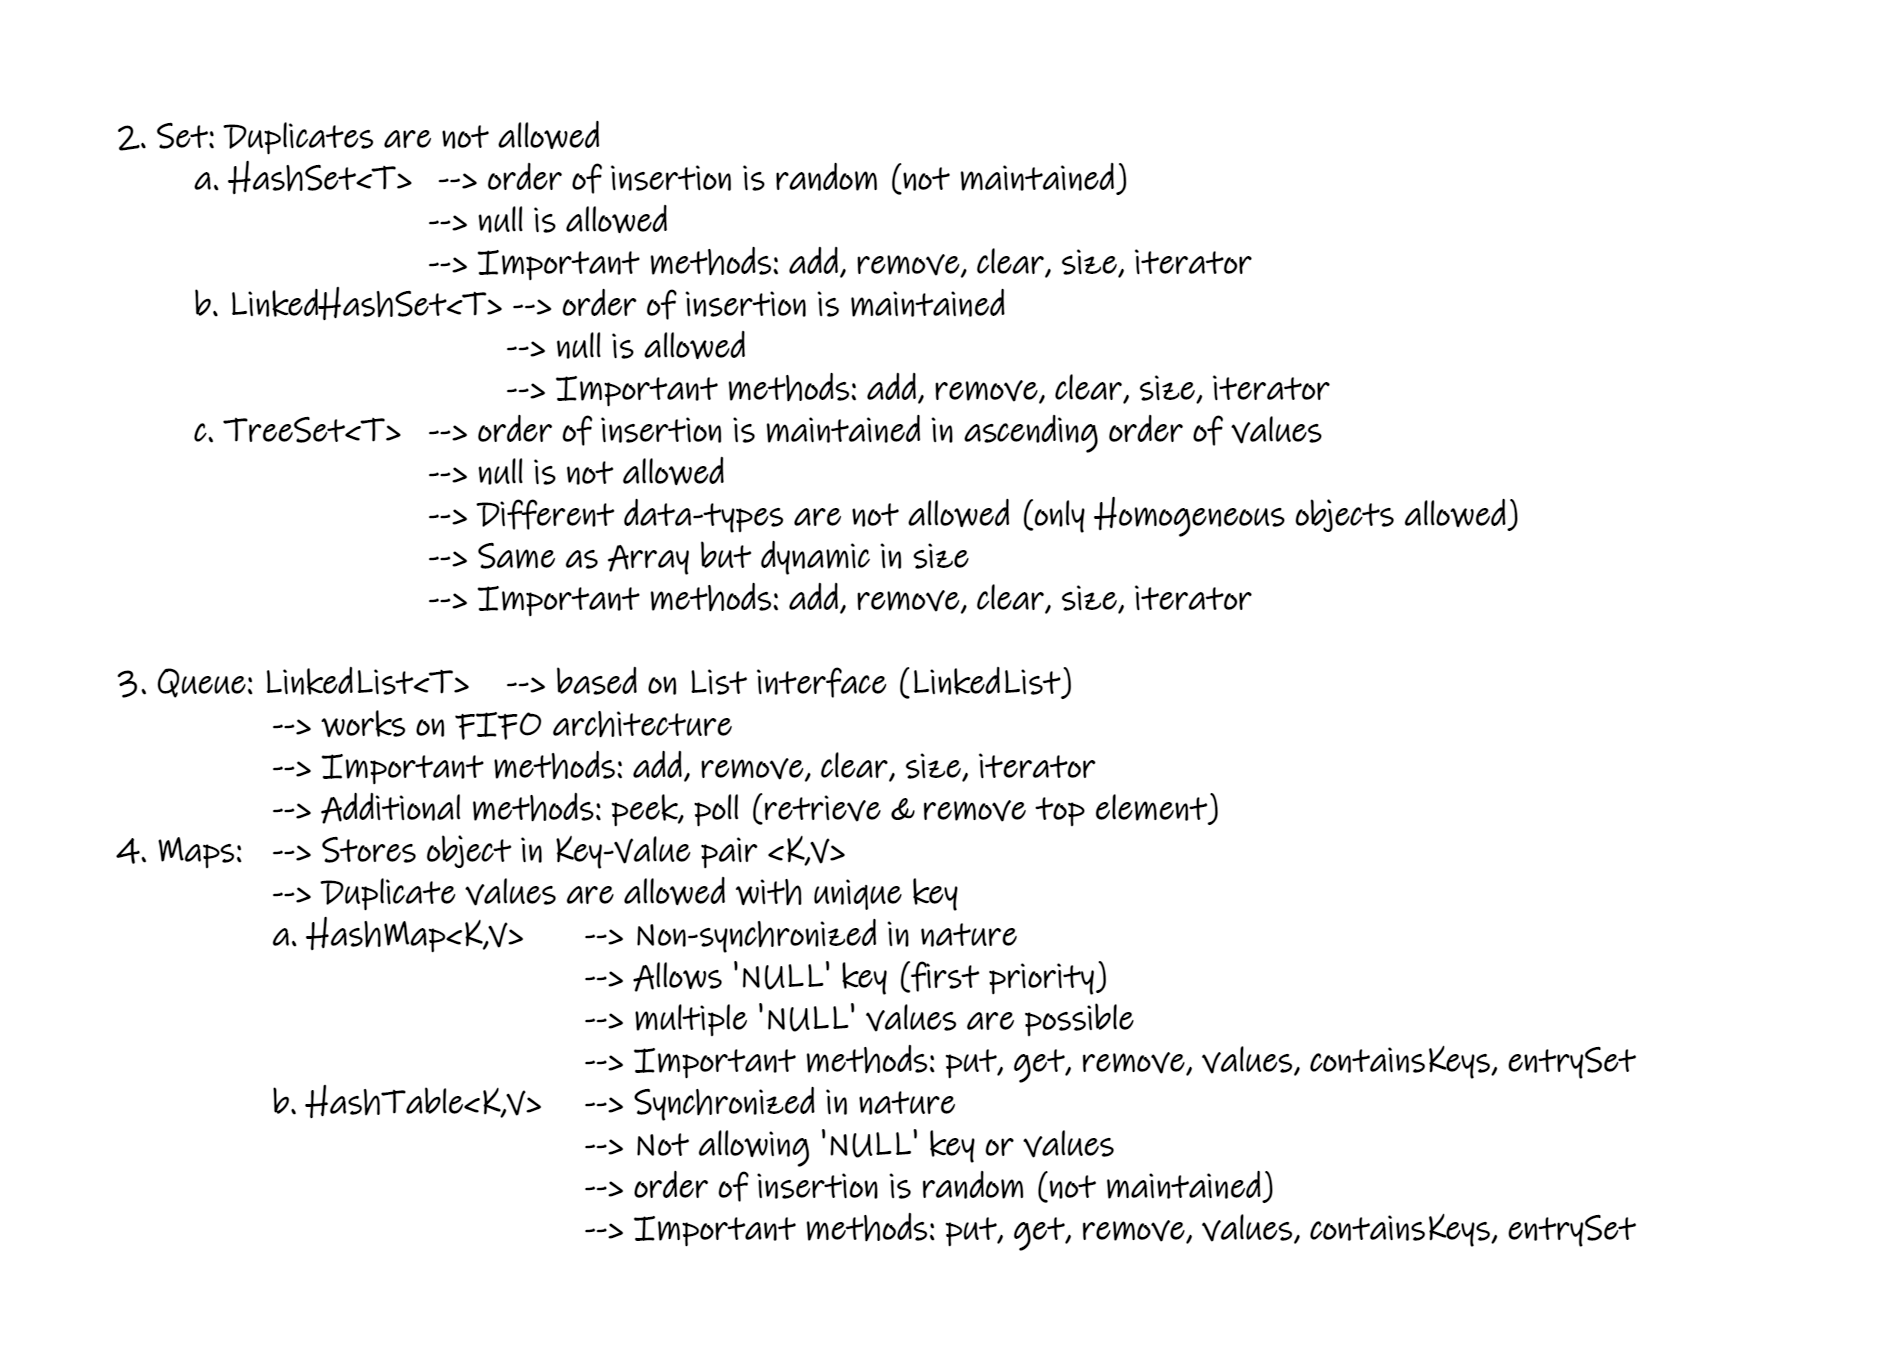 2. Set: Duplicates are not allowed
a. HashSet<T> --> order of insertion is random (not maintained)
--> null is allowed
--> Important methods: add, remove, clear, size, iterator
b. LinkedHashSet<T> --> order of insertion is maintained
--> null is allowed
--> Important methods: add, remove, clear, size, iterator
c. TreeSet<T> --> order of insertion is maintained in ascending order of values
--> null is not allowed
--> Different data-types are not allowed (only Homogeneous objects allowed)
--> Same as Array but dynamic in size
--> Important methods: add, remove, clear, size, iterator
3. Queue: LinkedList<T> --> based on List interface (LinkedList)
--> works on FIFO architecture
--> Important methods: add, remove, clear, size, iterator
--> Additional methods: peek, poll (retrieve & remove top element)
4. Maps: --> Stores object in Key-Value pair <K,V>
--> Duplicate values are allowed with unique key
a. HashMap<K,V> --> Non-synchronized in nature
--> Allows 'NULL' key (first priority)
--> multiple 'NULL' values are possible
--> Important methods: put, get, remove, values, containsKeys, entrySet
b. HashTable<K,V> --> Synchronized in nature
--> Not allowing 'NULL' key or values
--> order of insertion is random (not maintained)
--> Important methods: put, get, remove, values, containsKeys, entrySet